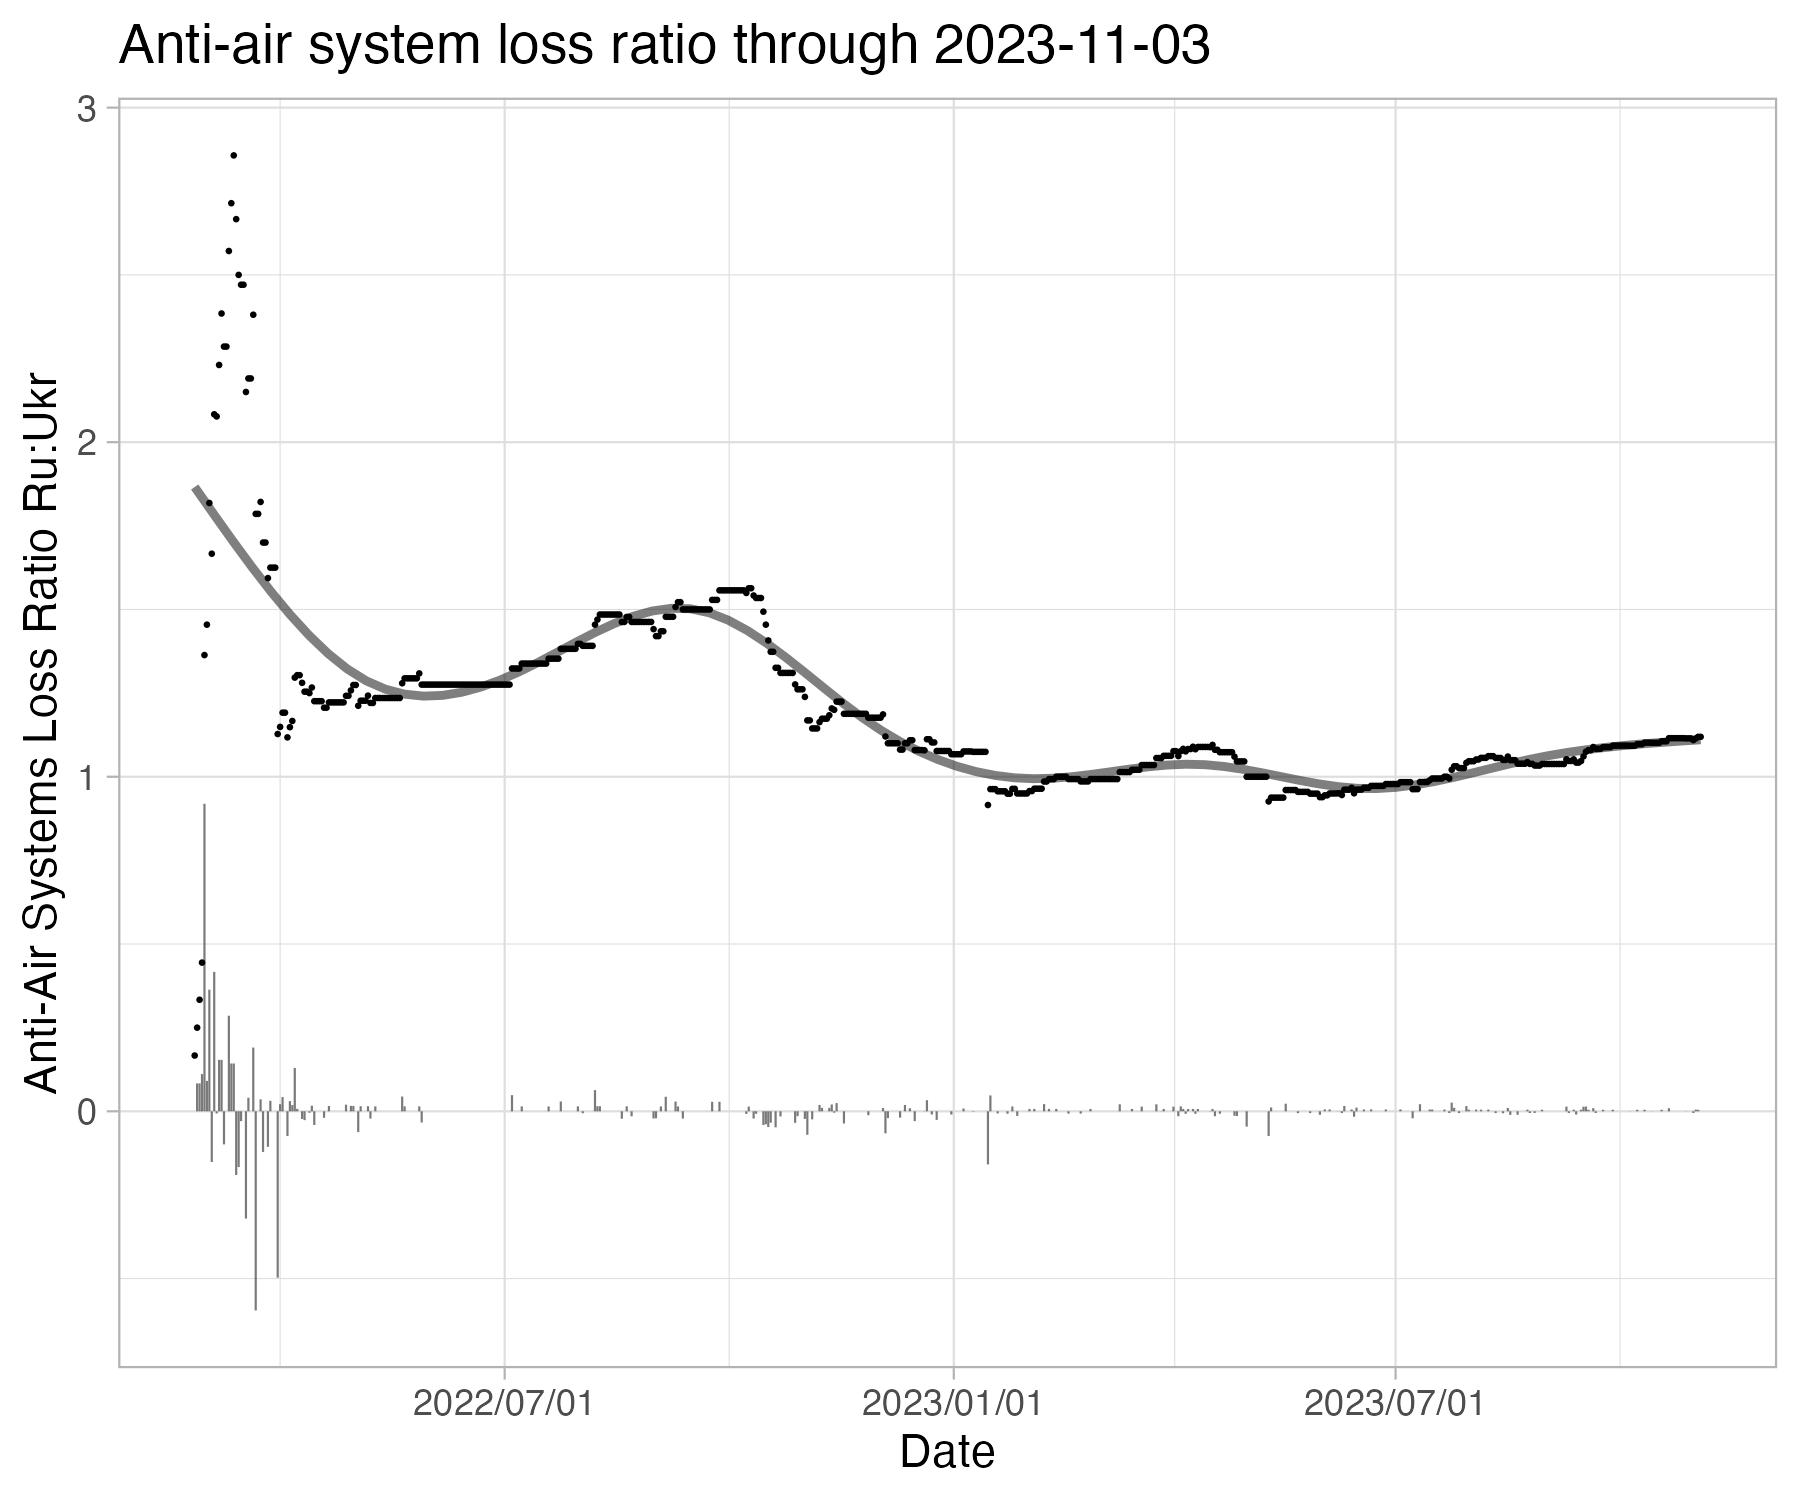 Anti-air system loss ratio through 2023-11-03
Anti-Air Systems Loss Ratio Ru:Ukr
3
2
1
0
2022/07/01
2023/01/01
2023/07/01
Date